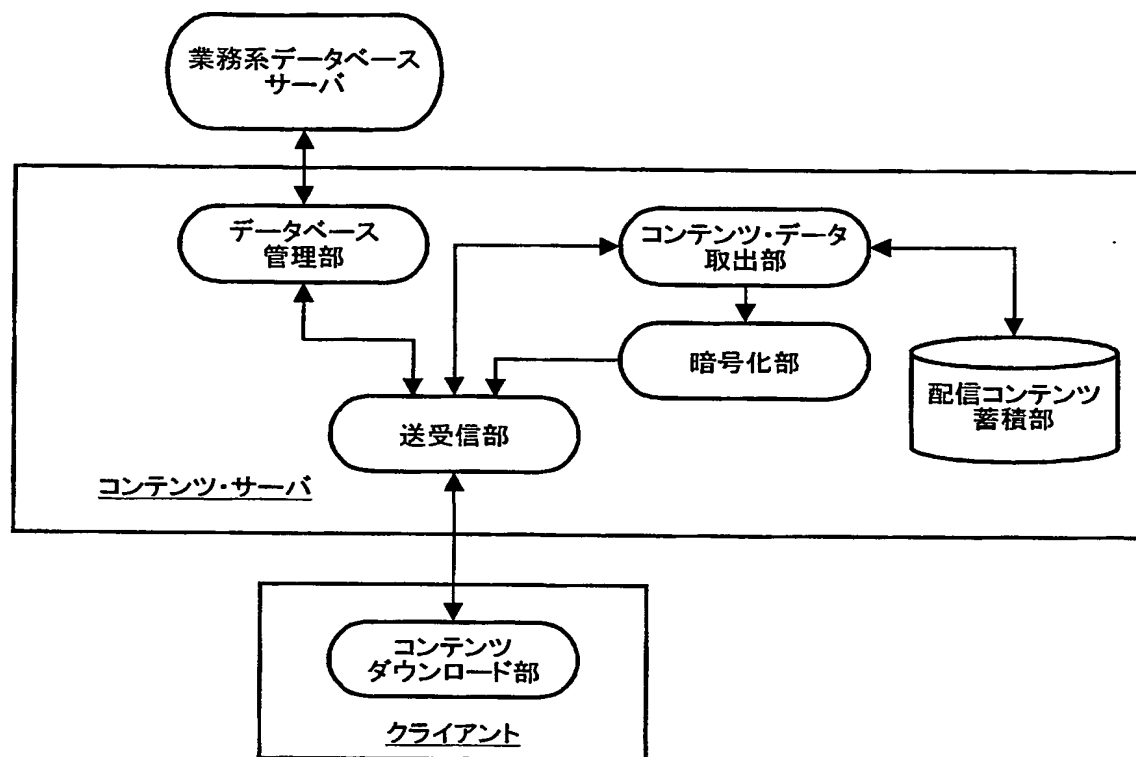 業務系データベース
サーバ
データベース
管理部
コンテンツ・データ
取出部
暗号化部
配信コンテンツ
蓄積部
送受信部
コンテンツ・サーバ
コンテンツ
ダウンロード部
クライアント